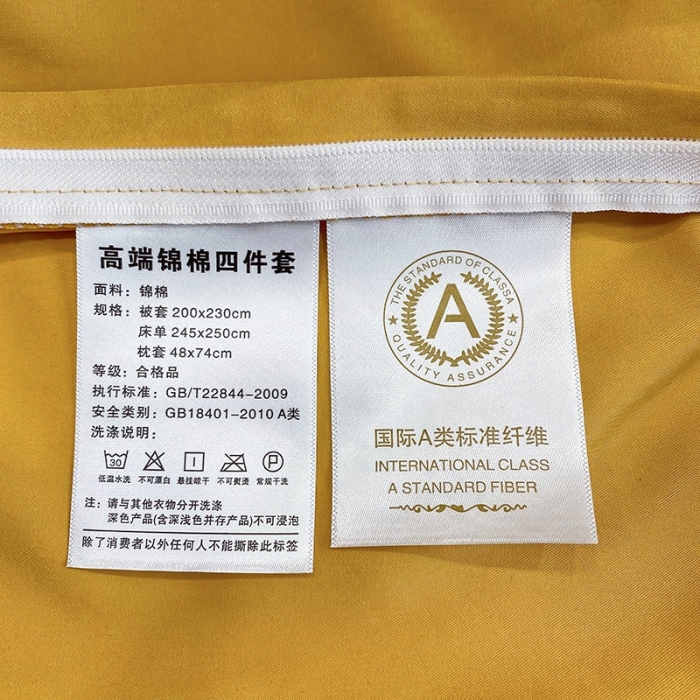 高端锦棉四件套
面料：锦棉
规格：被套 200x230cm
床单 245x250cm
枕套 48x74cm
等级：合格品
执行标准：GB/T22844-2009
安全类别：GB18401-2010 A类
洗涤说明：
30 P
低温水洗 不可漂白 悬挂晾干 不可熨烫 常规干洗
注：请与其他衣物分开洗涤
深色产品(含深浅色并存产品)不可浸泡
除了消费者以外任何人不能撕除此标签
THE STANDARD OF CLASSA
A
QUALITY ASSURANCE
国际A类标准纤维
INTERNATIONAL CLASS
A STANDARD FIBER